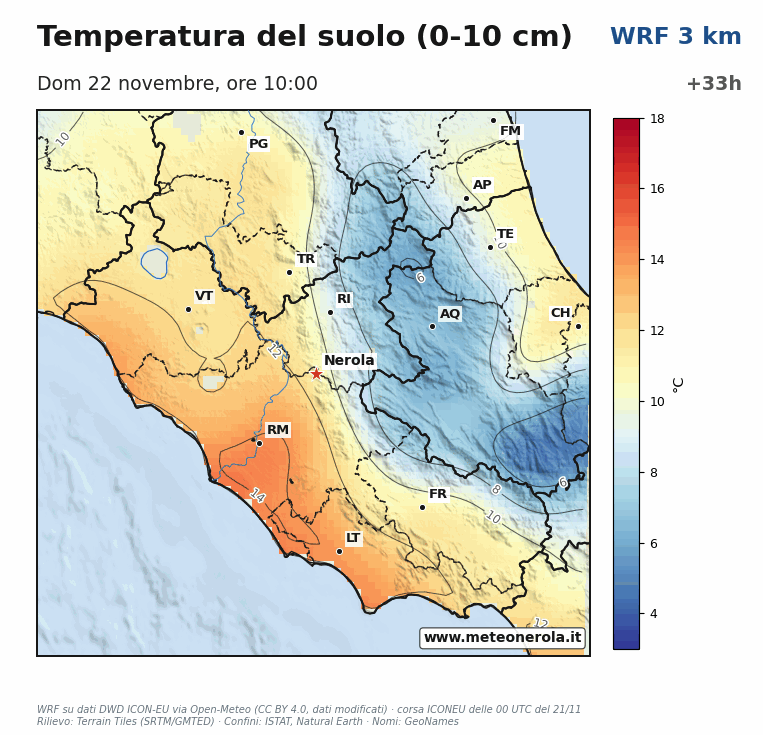 Temperatura del suolo (0-10 cm)
WRF 3 km
Dom 22 novembre, ore 10:00
+33h
10
PG
FM
AP
TE
TR
6
VT
RI
AQ
CH
12
Nerola
RM
14
FR
8
6
10
LT
12
www.meteonerola.it
18
16
14
12
10
8
6
4
°C
WRF su dati DWD ICON-EU via Open-Meteo (CC BY 4.0, dati modificati) · corsa ICONEU delle 00 UTC del 21/11
Rilievo: Terrain Tiles (SRTM/GMTED) · Confini: ISTAT, Natural Earth · Nomi: GeoNames